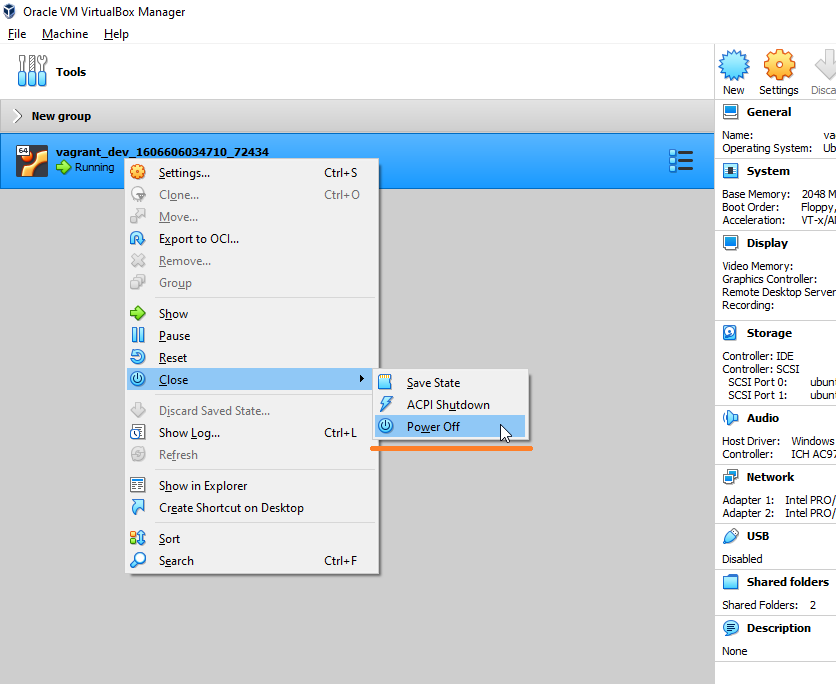 Oracle VM VirtualBox Manager
File Machine Help
Tools
New group
64
vagrant_dev_1606606034710_72434
Running
Settings... Ctrl+S
Clone... Ctrl+O
Move...
Export to OCI...
Remove...
Group
Show
Pause
Reset
Close
Discard Saved State...
Show Log... Ctrl+L
Refresh
Show in Explorer
Create Shortcut on Desktop
Sort
Search Ctrl+F
Save State
ACPI Shutdown
Power Off
New Settings Disca
General
Name: va
Operating System: Ub
System
Base Memory: 2048 M
Boot Order: Floppy,
Acceleration: VT-x/A
Display
Video Memory:
Graphics Controller:
Remote Desktop Server
Recording:
Storage
Controller: IDE
Controller: SCSI
SCSI Port 0: ubun
SCSI Port 1: ubun
Audio
Host Driver: Windows
Controller: ICH AC97
Network
Adapter 1: Intel PRO/
Adapter 2: Intel PRO/
USB
Disabled
Shared folders
Shared Folders: 2
Description
None